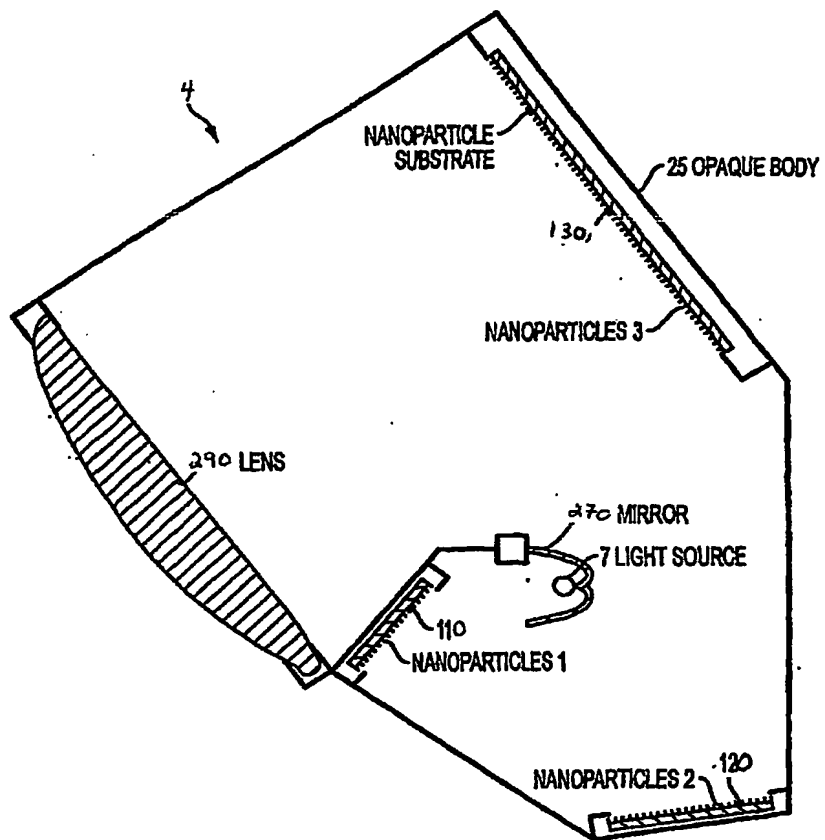 4
NANOPARTICLE
SUBSTRATE
25 OPAQUE BODY
130,
NANOPARTICLES 3
290 LENS
270 MIRROR
7 LIGHT SOURCE
110
NANOPARTICLES 1
120
NANOPARTICLES 2